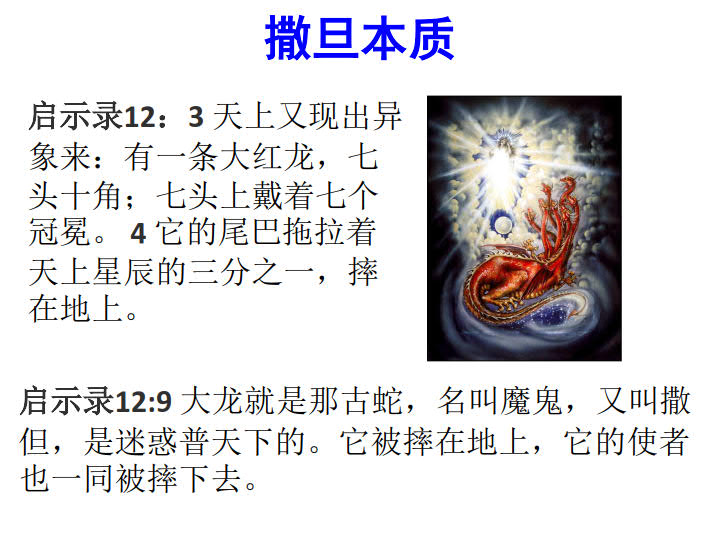 撒旦本质
启示录12：3 天上又现出异
象来：有一条大红龙，七
头十角；七头上戴着七个
冠冕。 4 它的尾巴拖拉着
天上星辰的三分之一，摔
在地上。
启示录12:9 大龙就是那古蛇，名叫魔鬼，又叫撒
但，是迷惑普天下的。它被摔在地上，它的使者
也一同被摔下去。